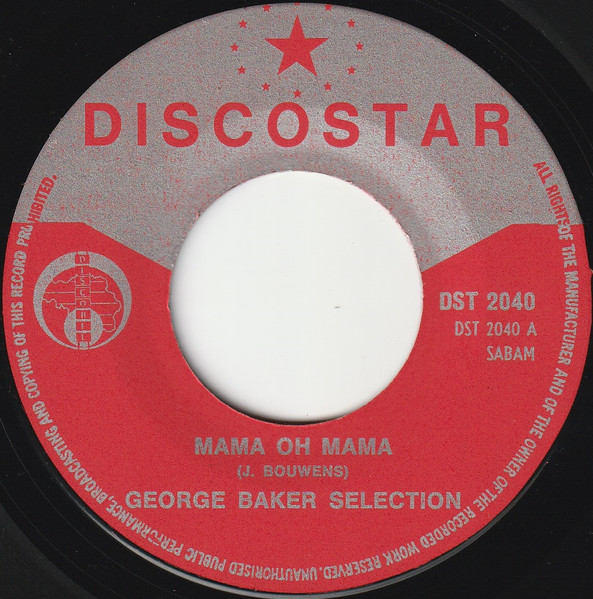 DISCOSTAR
ALL RIGHTS OF THE MANUFACTURER AND OF THE OWNER OF THE RECORDED WORK RESERVED. UNAUTHORISED PUBLIC PERFORMANCE, BROADCASTING AND COPYING OF THIS RECORD PROHIBITED.
DST 2040
DST 2040 A
SABAM
MAMA OH MAMA
(J. BOUWENS)
GEORGE BAKER SELECTION